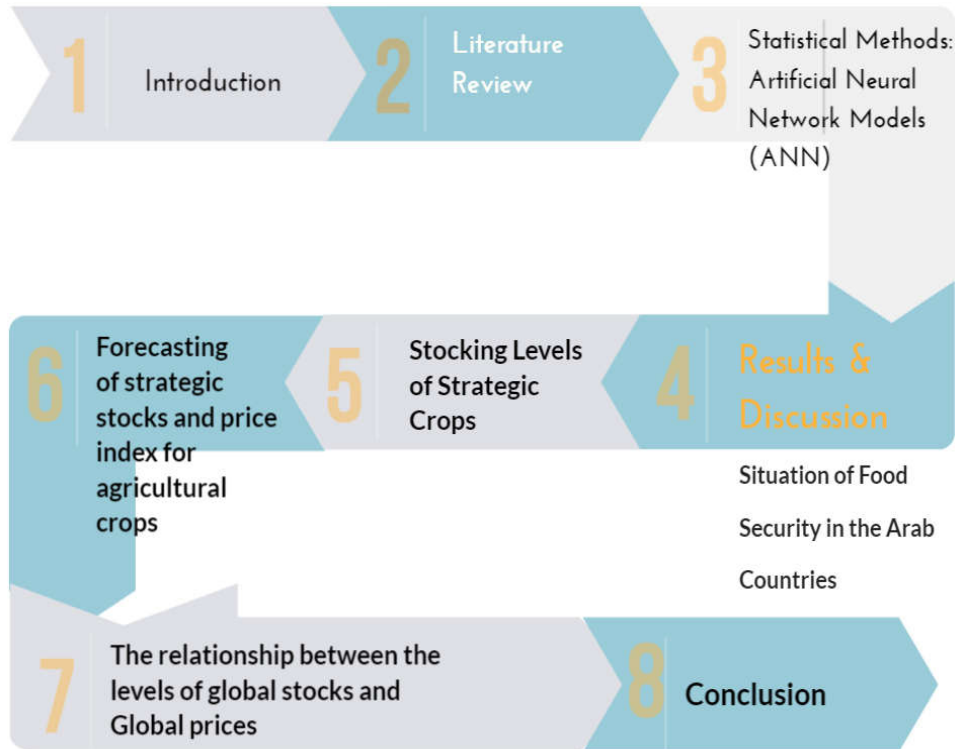 1
Introduction
2
Literature
Review
3
Statistical Methods:
Artificial Neural
Network Models
(ANN)
4
Results &
Discussion
Situation of Food
Security in the Arab
Countries
5
Stocking Levels
of Strategic
Crops
6
Forecasting
of strategic
stocks and price
index for
agricultural
crops
7
The relationship between the
levels of global stocks and
Global prices
8
Conclusion